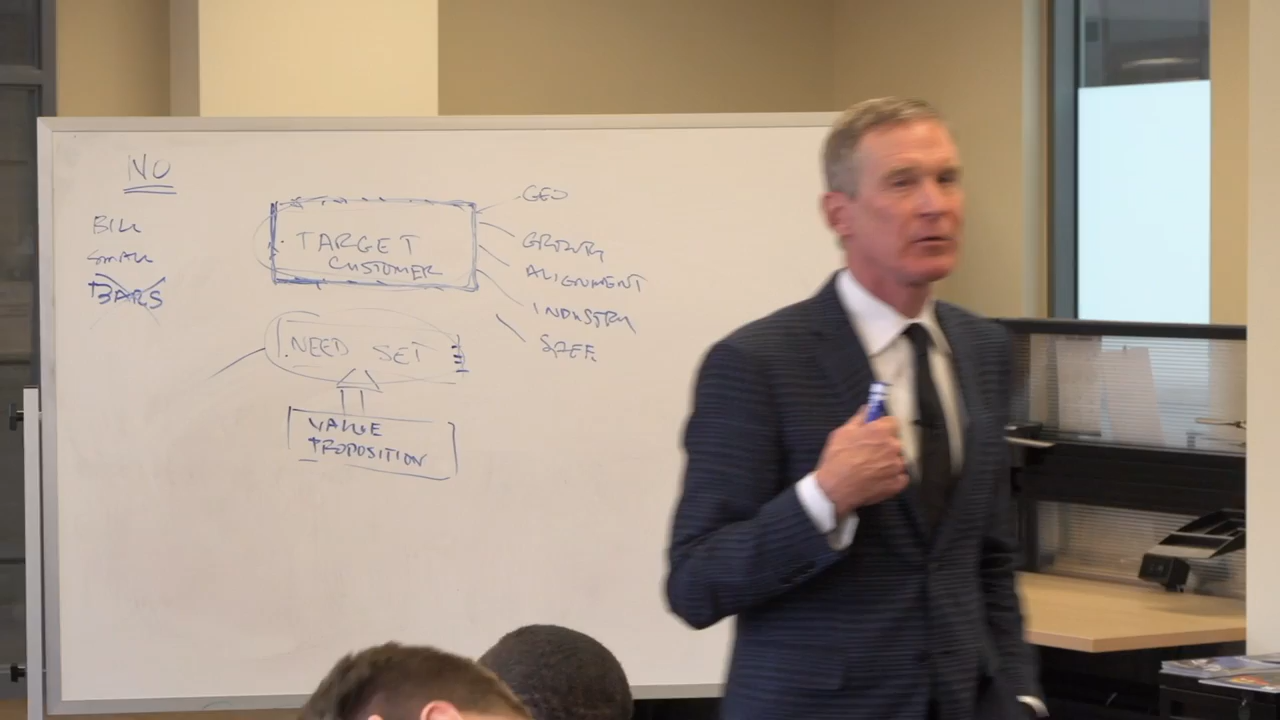 NO
BILL
SMALL
BARS
TARGET
CUSTOMER
NEED SET
VALUE
PROPOSITION
GEO
GROWTH
ALIGNMENT
INDUSTRY